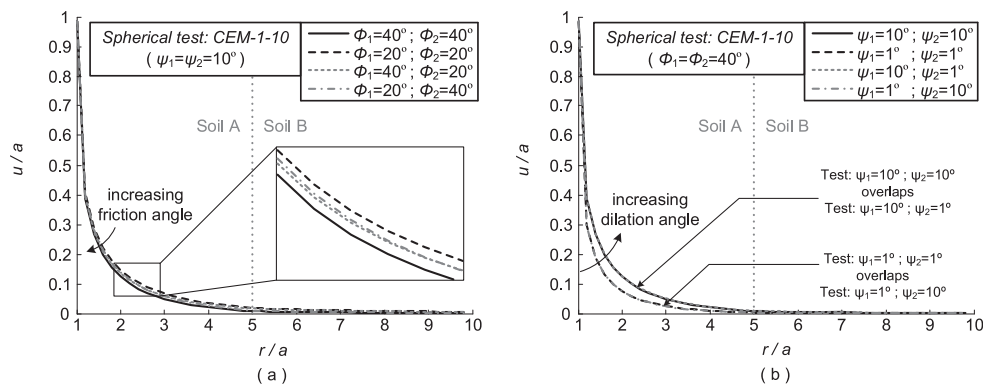 Spherical test: CEM-1-10
( ψ₁=ψ₂=10° )
Φ₁=40° ; Φ₂=40°
Φ₁=20° ; Φ₂=20°
Φ₁=40° ; Φ₂=20°
Φ₁=20° ; Φ₂=40°
Soil A
Soil B
increasing
friction angle
u / a
1
0.9
0.8
0.7
0.6
0.5
0.4
0.3
0.2
0.1
0
1 2 3 4 5 6 7 8 9 10
r / a
( a )
Spherical test: CEM-1-10
( Φ₁=Φ₂=40° )
ψ₁=10° ; ψ₂=10°
ψ₁=1° ; ψ₂=1°
ψ₁=10° ; ψ₂=1°
ψ₁=1° ; ψ₂=10°
Soil A
Soil B
increasing
dilation angle
Test: ψ₁=10° ; ψ₂=10°
overlaps
Test: ψ₁=10° ; ψ₂=1°
Test: ψ₁=1° ; ψ₂=1°
overlaps
Test: ψ₁=1° ; ψ₂=10°
u / a
1
0.9
0.8
0.7
0.6
0.5
0.4
0.3
0.2
0.1
0
1 2 3 4 5 6 7 8 9 10
r / a
( b )